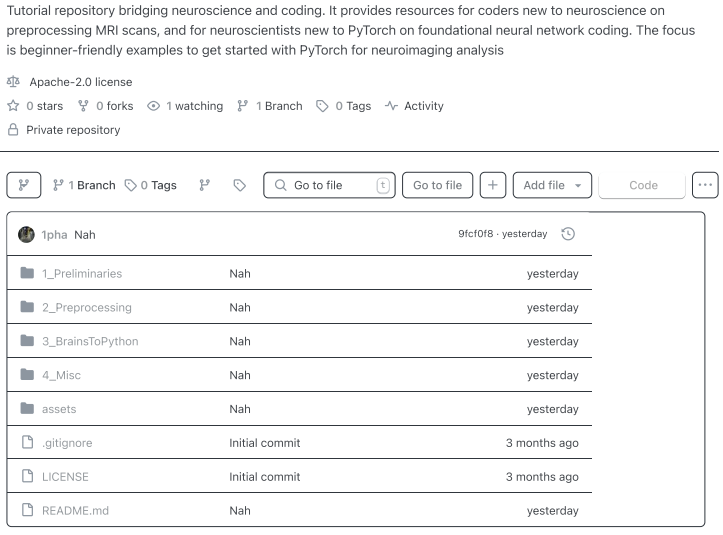 Tutorial repository bridging neuroscience and coding. It provides resources for coders new to neuroscience on
preprocessing MRI scans, and for neuroscientists new to PyTorch on foundational neural network coding. The focus
is beginner-friendly examples to get started with PyTorch for neuroimaging analysis
Apache-2.0 license
0 stars 0 forks 1 watching 1 Branch 0 Tags Activity
Private repository
1 Branch 0 Tags Go to file t Go to file + Add file Code ...
1pha Nah 9fcf0f8 · yesterday
1_Preliminaries Nah yesterday
2_Preprocessing Nah yesterday
3_BrainsToPython Nah yesterday
4_Misc Nah yesterday
assets Nah yesterday
.gitignore Initial commit 3 months ago
LICENSE Initial commit 3 months ago
README.md Nah yesterday